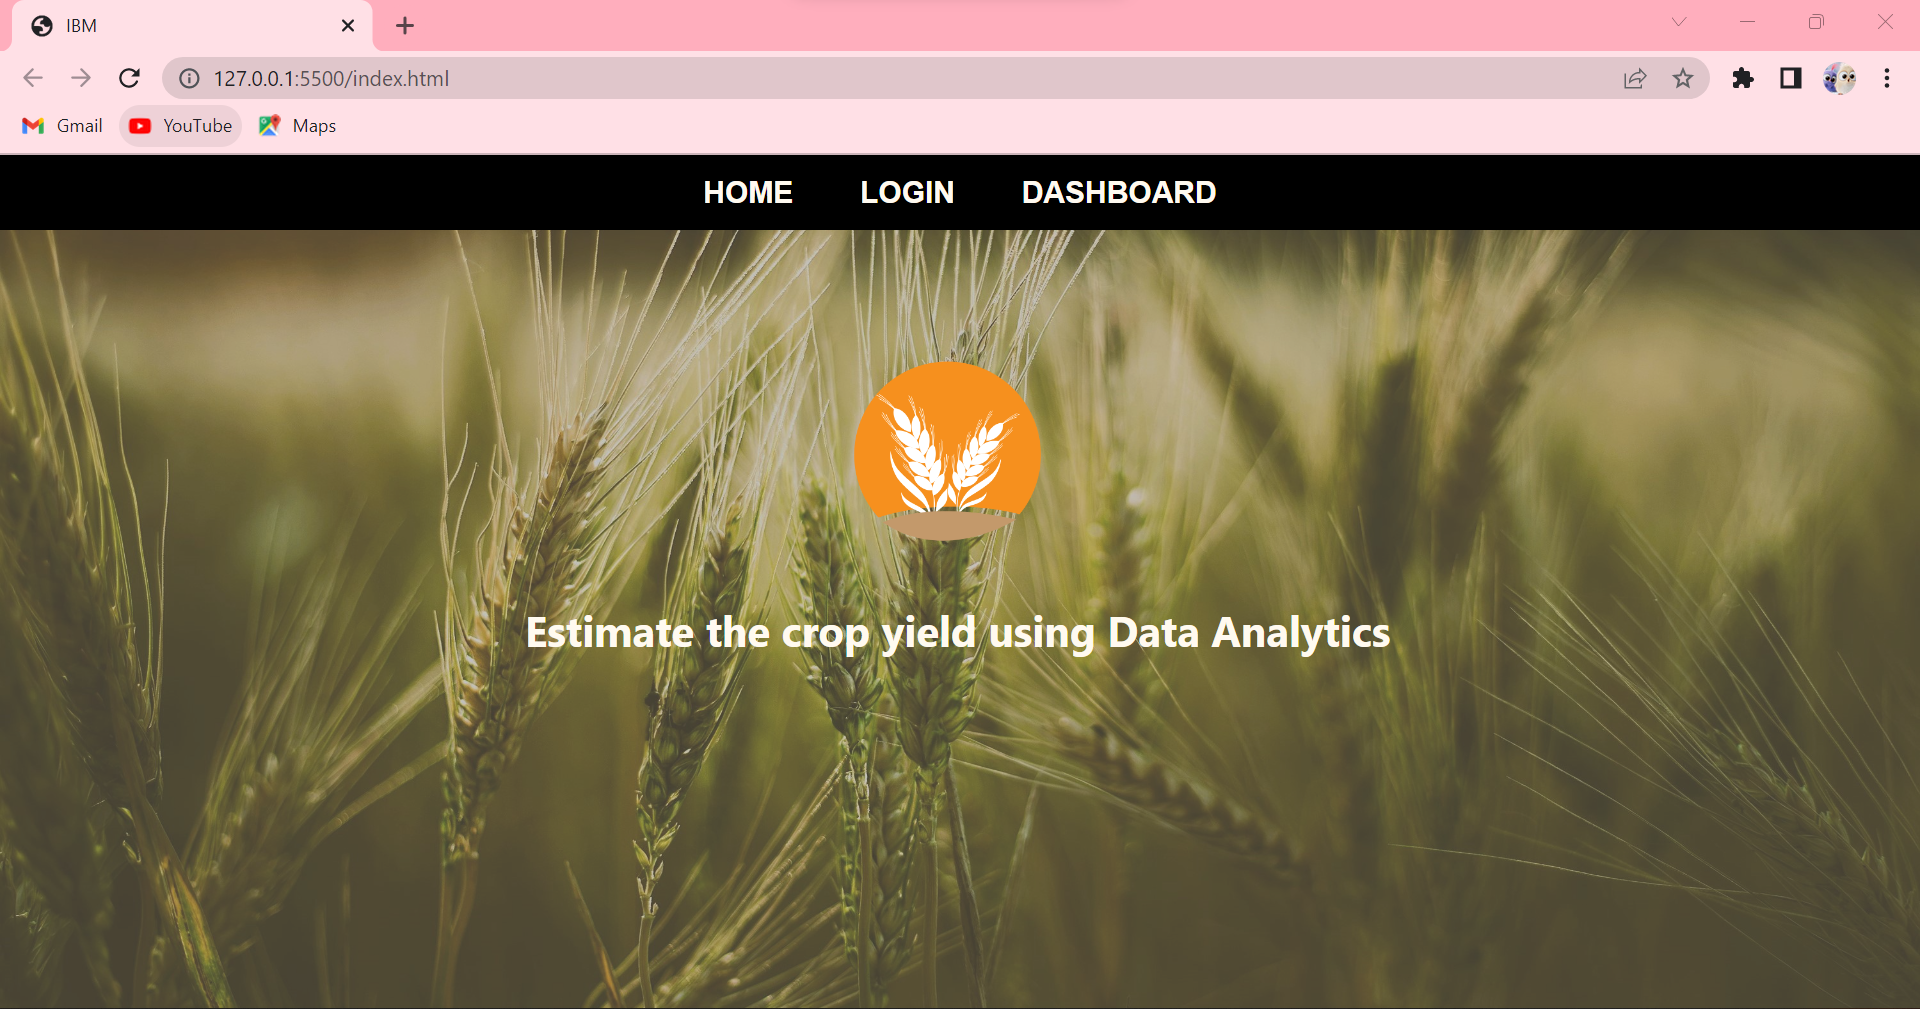 IBM
127.0.0.1:5500/index.html
Gmail YouTube Maps
HOME LOGIN DASHBOARD
Estimate the crop yield using Data Analytics